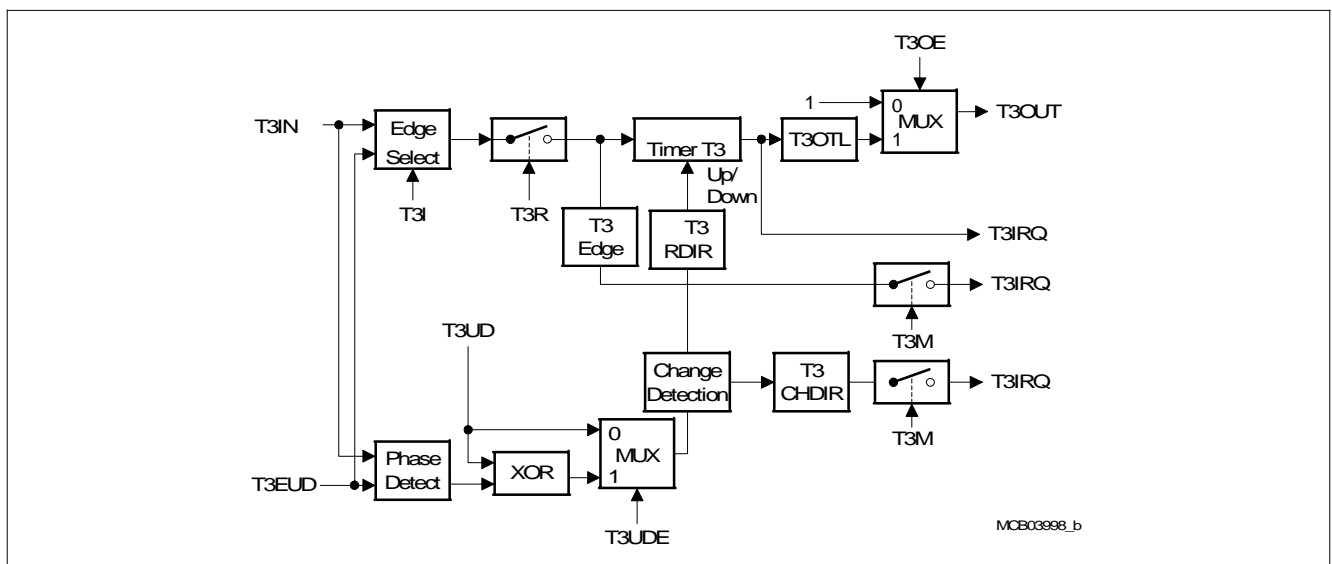 T3OE
1
0
MUX
1
T3OUT
T3IN
Edge
Select
Timer T3
T3OTL
Up/
Down
T3I
T3R
T3
Edge
T3
RDIR
T3IRQ
T3IRQ
T3M
T3UD
Change
Detection
T3
CHDIR
T3IRQ
T3M
0
MUX
1
Phase
Detect
XOR
T3EUD
T3UDE
MCB03998_b